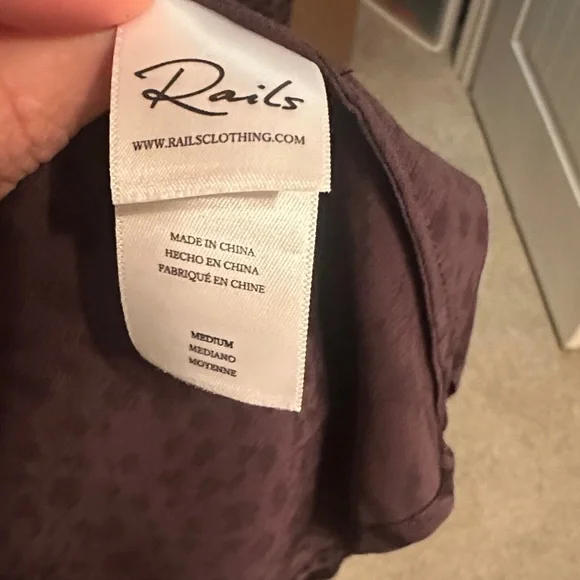 Rails
WWW.RAILSCLOTHING.COM
MADE IN CHINA
HECHO EN CHINA
FABRIQUÉ EN CHINE
MEDIUM
MEDIANO
MOYENNE